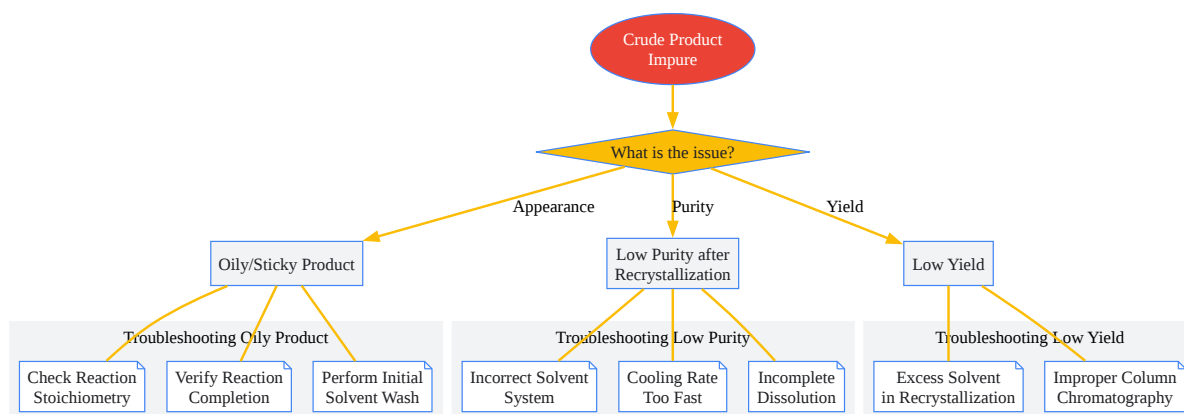 Crude Product
Impure
What is the issue?
Appearance
Purity
Yield
Oily/Sticky Product
Low Purity after
Recrystallization
Low Yield
Troubleshooting Oily Product
Troubleshooting Low Purity
Troubleshooting Low Yield
Check Reaction
Stoichiometry
Verify Reaction
Completion
Perform Initial
Solvent Wash
Incorrect Solvent
System
Cooling Rate
Too Fast
Incomplete
Dissolution
Excess Solvent
in Recrystallization
Improper Column
Chromatography